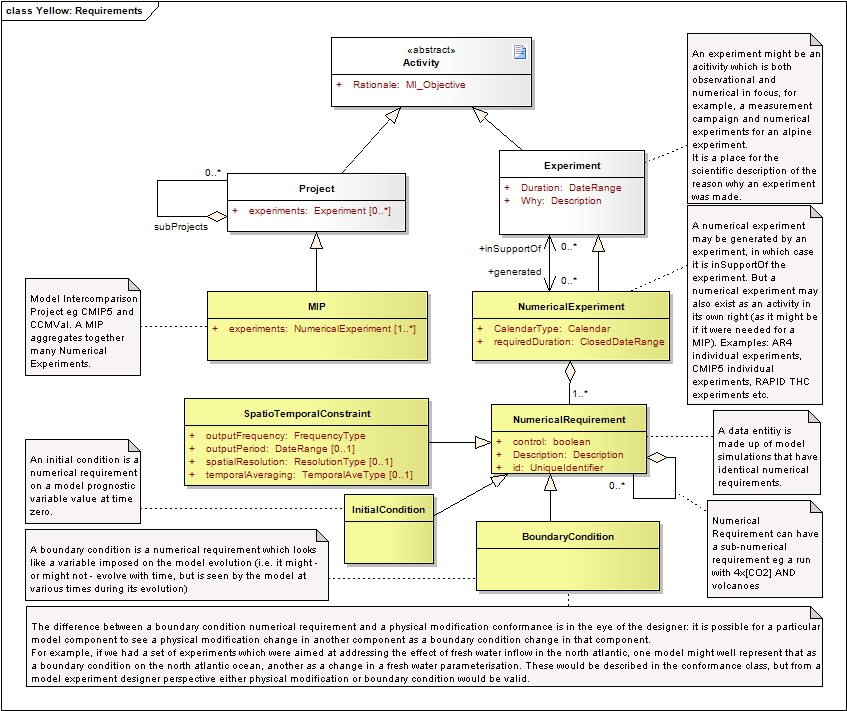 class Yellow: Requirements
«abstract»
Activity
+ Rationale: MI_Objective
An experiment might be an
acitivity which is both
observational and
numerical in focus, for
example, a measurement
campaign and numerical
experiments for an alpine
experiment.
It is a place for the
scientific description of the
reason why an experiment
was made.
Experiment
+ Duration: DateRange
+ Why: Description
0..*
Project
+ experiments: Experiment [0..*]
subProjects
+inSupportOf
0..*
+generated
0..*
A numerical experiment
may be generated by an
experiment, in which case
it is inSupportOf the
experiment. But a
numerical experiment may
also exist as an activity in
its own right (as it might be
if it were needed for a
MIP). Examples: AR4
individual experiments,
CMIP5 individual
experiments, RAPID THC
experiments etc.
Model Intercomparison
Project eg CMIP5 and
CCMVal. A MIP
aggregates together
many Numerical
Experiments.
MIP
+ experiments: NumericalExperiment [1..*]
NumericalExperiment
+ CalendarType: Calendar
+ requiredDuration: ClosedDateRange
1..*
SpatioTemporalConstraint
+ outputFrequency: FrequencyType
+ outputPeriod: DateRange [0..1]
+ spatialResolution: ResolutionType [0..1]
+ temporalAveraging: TemporalAveType [0..1]
NumericalRequirement
+ control: boolean
+ Description: Description
+ id: UniqueIdentifier
0..*
A data entitiy is
made up of model
simulations that have
identical numerical
requirements.
An initial condition is a
numerical requirement
on a model prognostic
variable value at time
zero.
InitialCondition
Numerical
Requirement can have
a sub-numerical
requirement eg a run
with 4x[CO2] AND
volcanoes
BoundaryCondition
A boundary condition is a numerical requirement which looks
like a variable imposed on the model evolution (i.e. it might -
or might not - evolve with time, but is seen by the model at
various times during its evolution)
The difference between a boundary condition numerical requirement and a physical modification conformance is in the eye of the designer: it is possible for a particular
model component to see a physical modification change in another component as a boundary condition change in that component.
For example, if we had a set of experiments which were aimed at addressing the effect of fresh water inflow in the north atlantic, one model might well represent that as
a boundary condition on the north atlantic ocean, another as a change in a fresh water parameterisation. These would be described in the conformance class, but from a
model experiment designer perspective either physical modification or boundary condition would be valid.